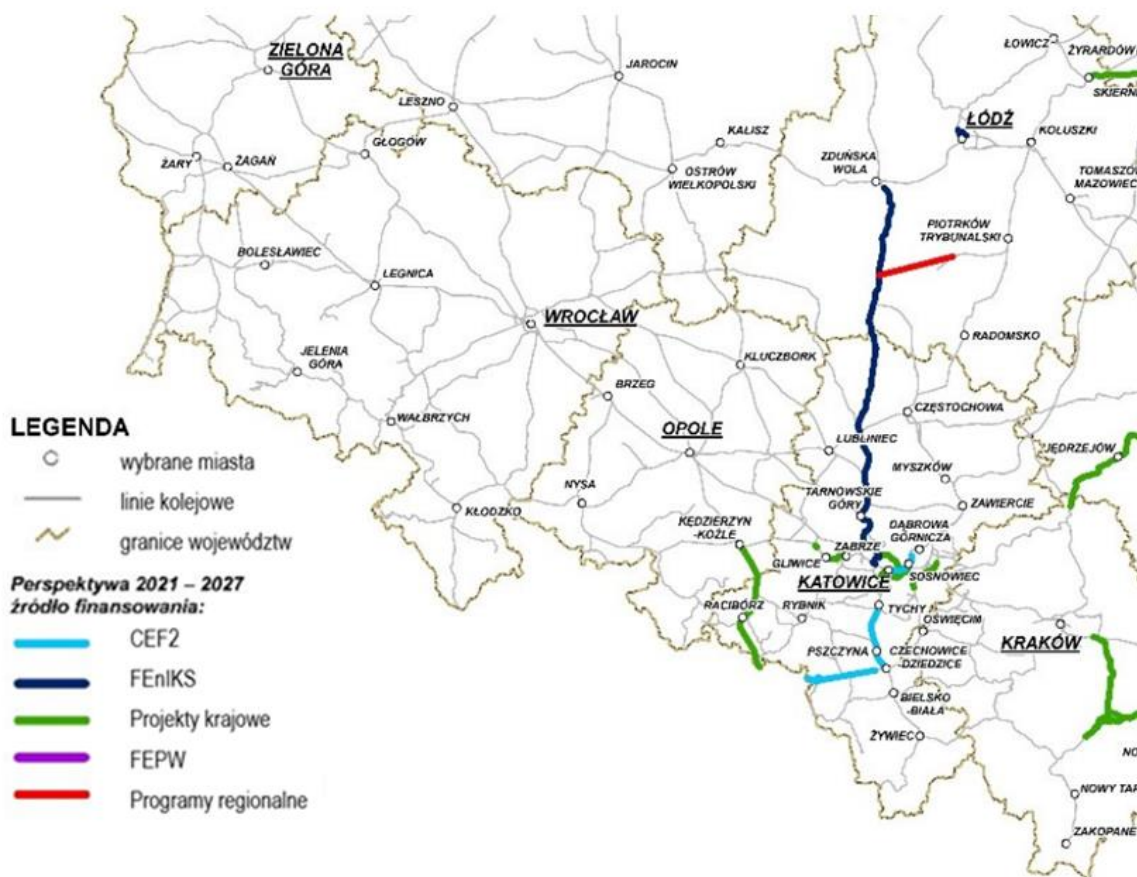 ZIELONA
GÓRA
JAROCIN
ŁOWICZ
ŻYRARDÓW
SKIERNI
LESZNO
ŁÓDŹ
GŁOGÓW
KALISZ
KOLUSZKI
ŻARY
ŻAGAŃ
OSTRÓW
WIELKOPOLSKI
ZDUŃSKA
WOLA
TOMASZÓW
MAZOWIEC
PIOTRKÓW
TRYBUNALSKI
BOLESŁAWIEC
LEGNICA
WROCŁAW
RADOMSKO
JELENIA
GÓRA
KLUCZBORK
BRZEG
WAŁBRZYCH
CZĘSTOCHOWA
OPOLE
LUBLINIEC
JĘDRZEJÓW
MYSZKÓW
NYSA
KŁODZKO
TARNOWSKIE
GÓRY
ZAWIERCIE
KĘDZIERZYN
-KOŹLE
DĄBROWA
GÓRNICZA
ZABRZE
GLIWICE
KATOWICE
SOSNOWIEC
RACIBÓRZ
RYBNIK
TYCHY
OŚWIĘCIM
KRAKÓW
PSZCZYNA
CZECHOWICE
-DZIEDZICE
BIELSKO
-BIAŁA
ŻYWIEC
NO
NOWY TAR
ZAKOPANE
LEGENDA
wybrane miasta
linie kolejowe
granice województw
Perspektywa 2021 – 2027
źródło finansowania:
CEF2
FEnIKS
Projekty krajowe
FEPW
Programy regionalne